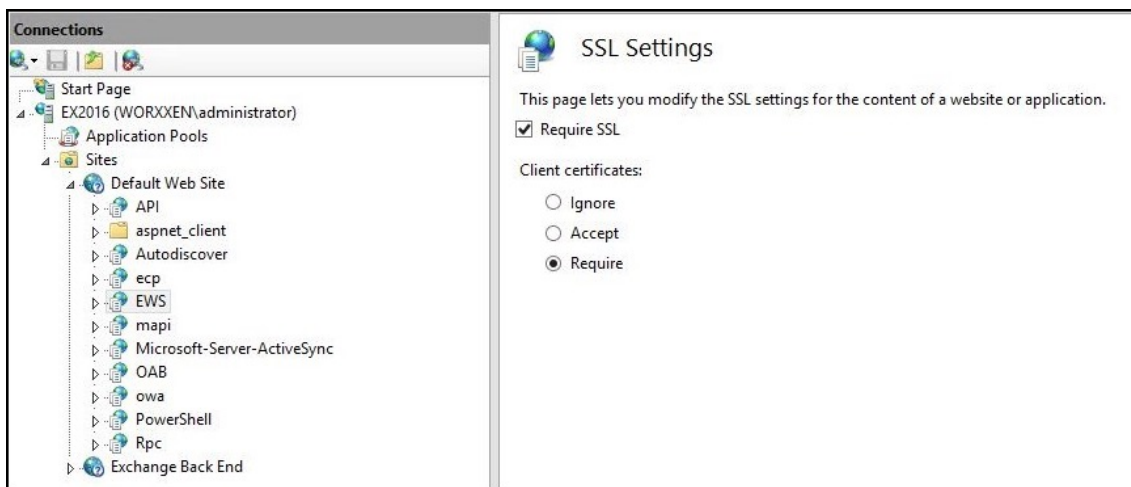 Connections
Start Page
EX2016 (WORXXEN\administrator)
Application Pools
Sites
Default Web Site
API
aspnet_client
Autodiscover
ecp
EWS
mapi
Microsoft-Server-ActiveSync
OAB
owa
PowerShell
Rpc
Exchange Back End
SSL Settings
This page lets you modify the SSL settings for the content of a website or application.
Require SSL
Client certificates:
Ignore
Accept
Require